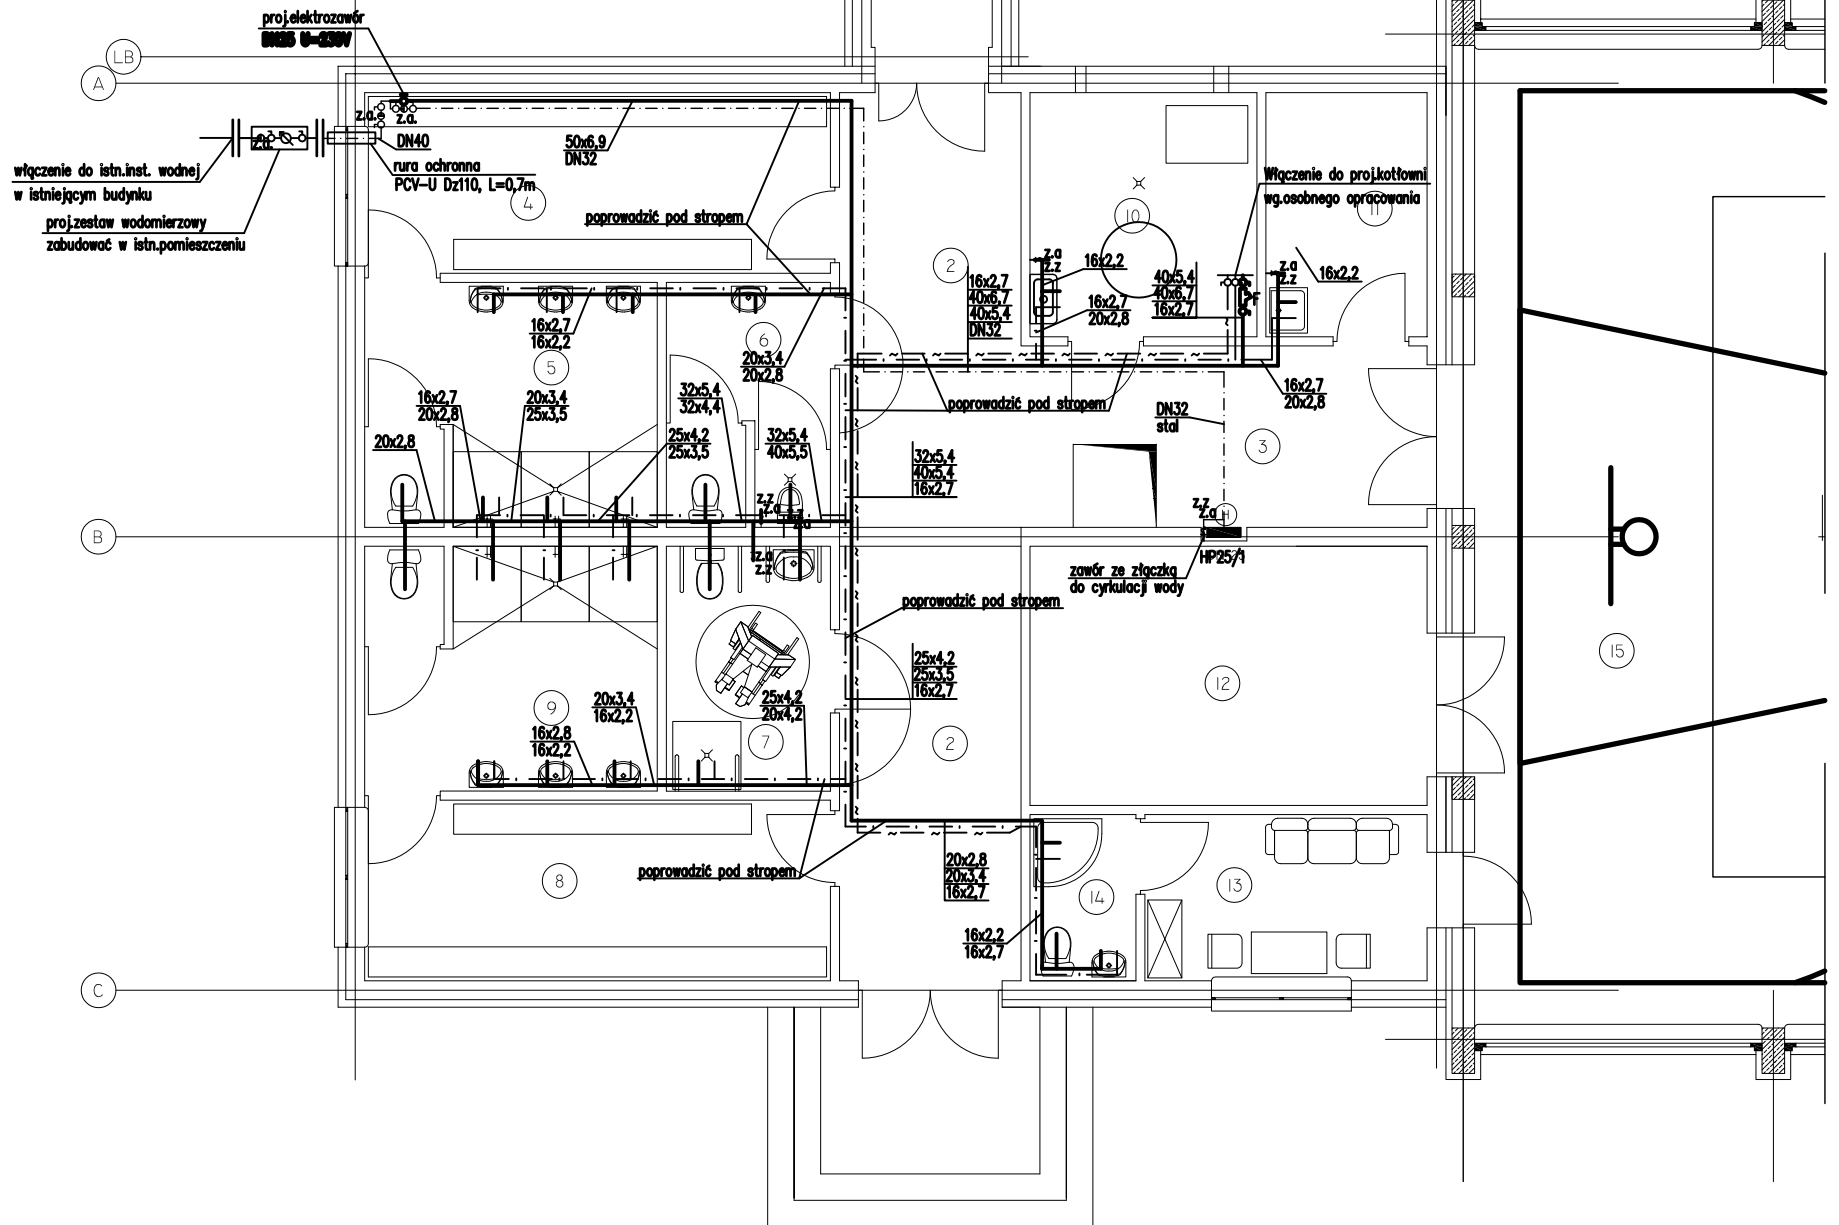 proj.elektrozawór
DN25 U=230V
LB
A
z.a.
z.a.
z.a.
DN40
rura ochronna
PCV-U Dz110, L=0,7m
włączenie do istn.inst. wodnej
w istniejącym budynku
proj.zestaw wodomierzowy
zabudować w istn.pomieszczeniu
50x6,9
DN32
4
poprowadzić pod stropem
Włączenie do proj.kotłowni
wg.osobnego opracowania
10
11
2
z.a
z.z
16x2,2
16x2,7
40x6,7
40x5,4
DN32
16x2,7
20x2,8
40x5,4
40x6,7
16x2,7
z.a
z.z
16x2,2
16x2,7
16x2,2
5
6
20x3,4
20x2,8
16x2,7
20x2,8
20x3,4
25x3,5
32x5,4
32x4,4
20x2,8
25x4,2
25x3,5
32x5,4
40x5,5
poprowadzić pod stropem
DN32
stal
16x2,7
20x2,8
3
32x5,4
40x5,4
16x2,7
z.z
z.a
z.z
z.a
z.z
z.a
H
HP25/1
B
z.a
z.z
zawór ze złączką
do cyrkulacji wody
poprowadzić pod stropem
15
25x4,2
25x3,5
16x2,7
12
9
20x3,4
16x2,2
16x2,8
16x2,2
25x4,2
20x4,2
7
2
8
poprowadzić pod stropem
20x2,8
20x3,4
16x2,7
14
13
16x2,2
16x2,7
C